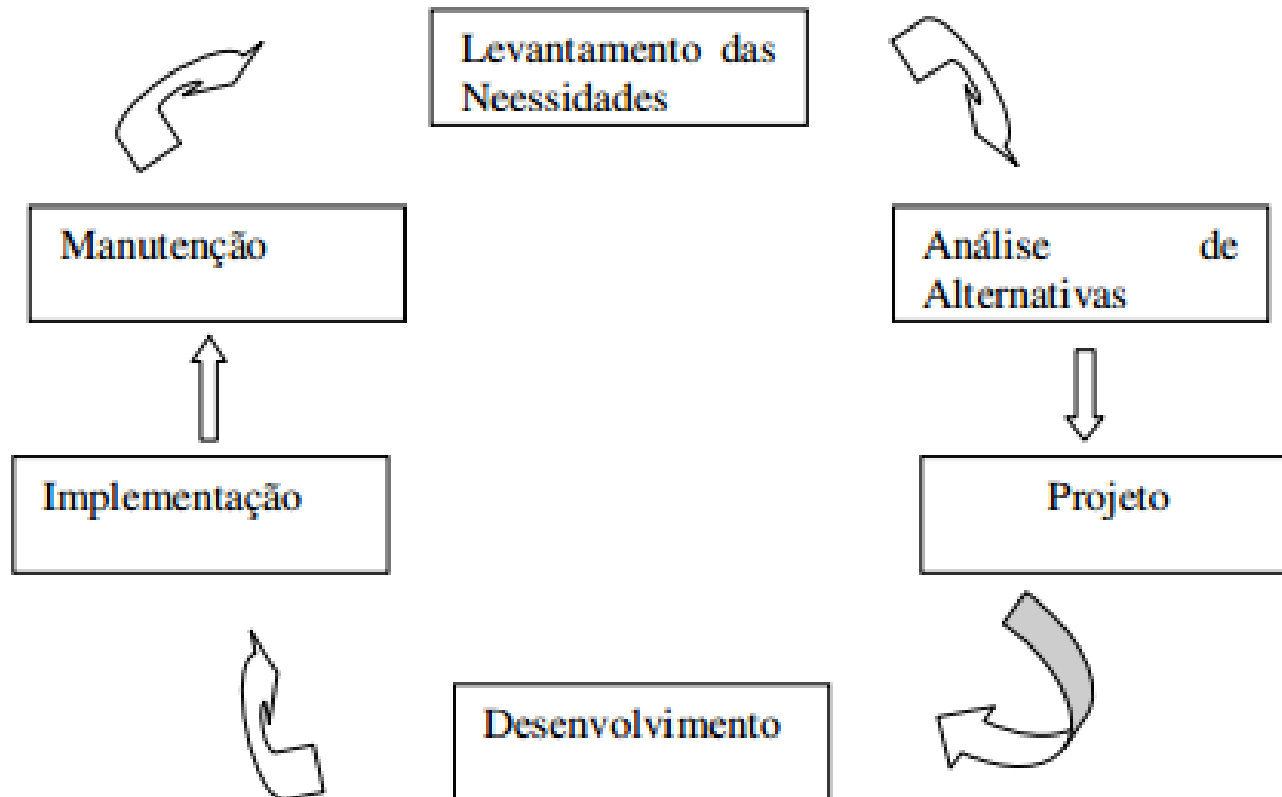 Levantamento das
Neessidades
Manutenção
Análise de
Alternativas
Implementação
Projeto
Desenvolvimento